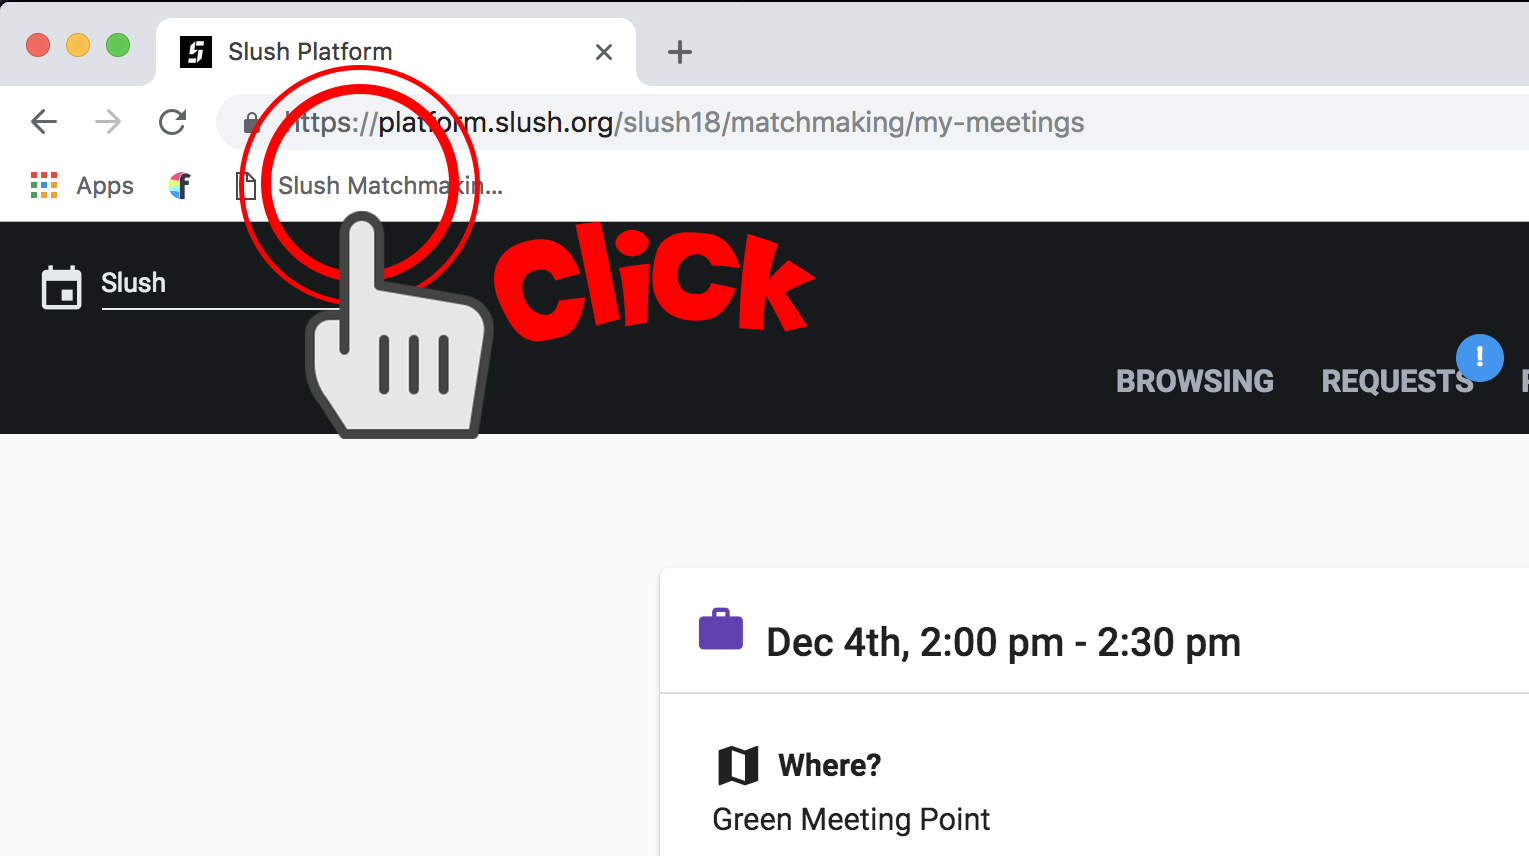 Slush Platform
https://platform.slush.org/slush18/matchmaking/my-meetings
Apps
Slush Matchmakin...
Slush
click
BROWSING
REQUESTS
!
Dec 4th, 2:00 pm - 2:30 pm
Where?
Green Meeting Point